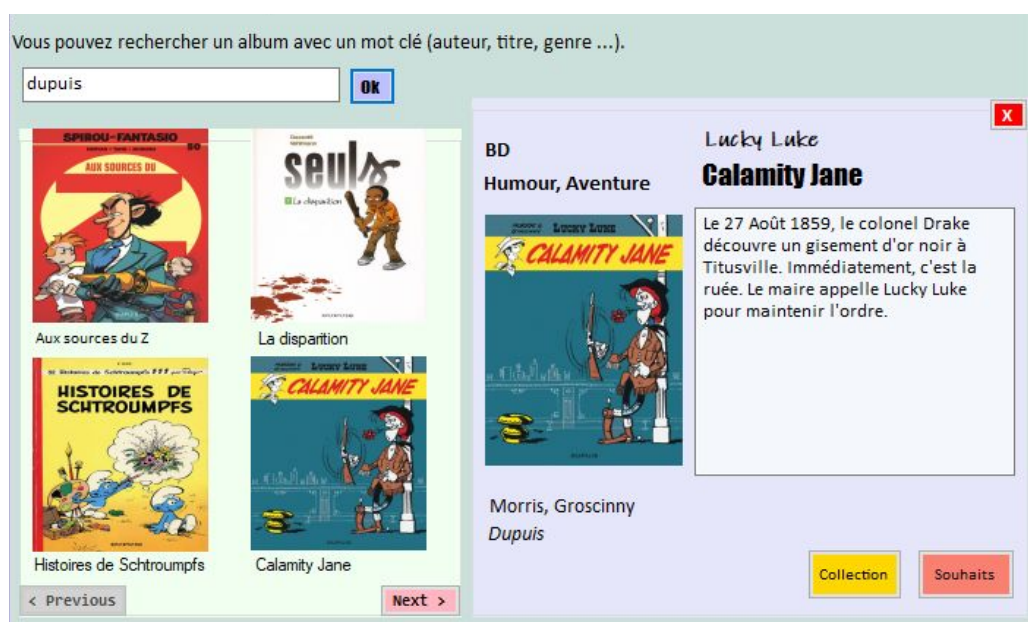 Vous pouvez rechercher un album avec un mot clé (auteur, titre, genre ...).
dupuis
Ok
SPIROU-FANTASIO
50
AUX SOURCES DU
Z
DUPUIS
Aux sources du Z
seuls
La disparition
La disparition
HISTOIRES DE
SCHTROUMPFS
Histoires de Schtroumpfs
LUCKY LUKE
CALAMITY JANE
Calamity Jane
< Previous
Next >
X
BD
Humour, Aventure
Lucky Luke
Calamity Jane
LUCKY LUKE
CALAMITY JANE
DUPUIS
Le 27 Août 1859, le colonel Drake
découvre un gisement d'or noir à
Titusville. Immédiatement, c'est la
ruée. Le maire appelle Lucky Luke
pour maintenir l'ordre.
Morris, Groscinny
Dupuis
Collection
Souhaits